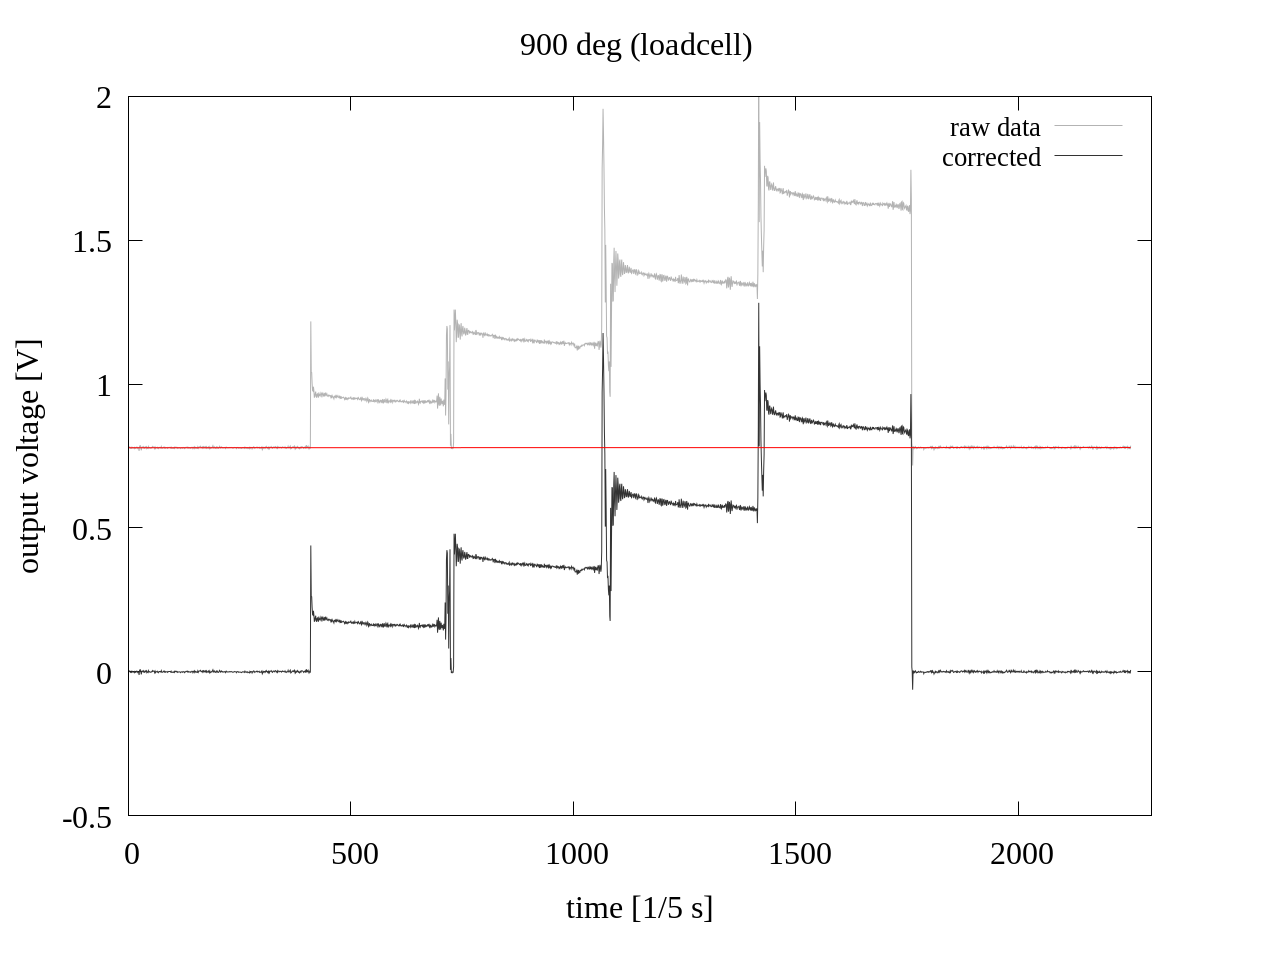 900 deg (loadcell)
2
raw data
corrected
1.5
1
0.5
0
-0.5
output voltage [V]
0 500 1000 1500 2000
time [1/5 s]